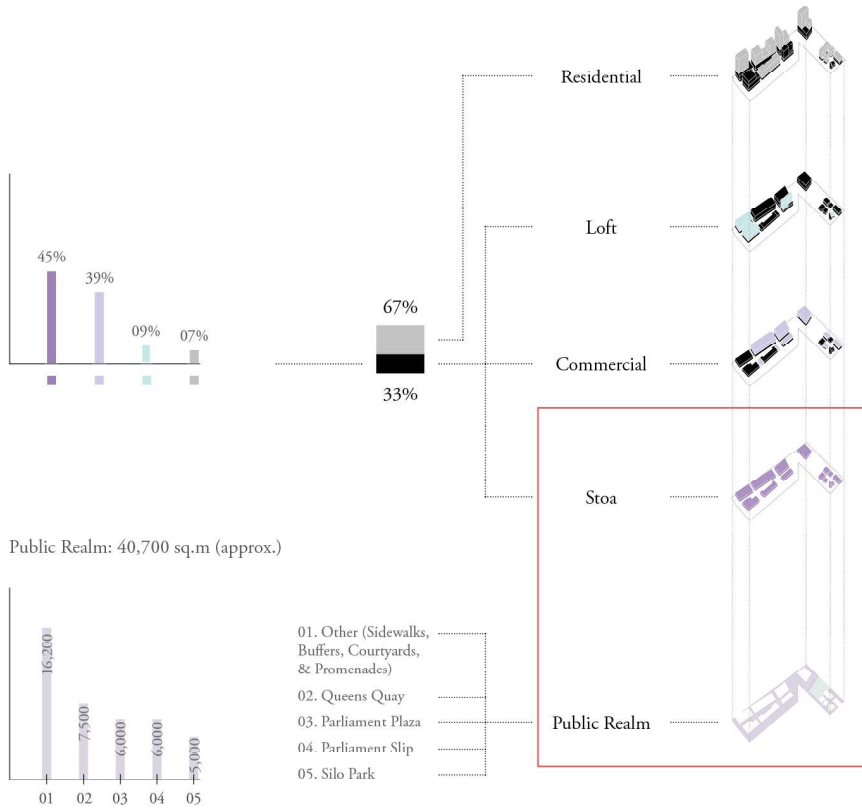 Residential
Loft
45%
39%
09%
07%
67%
33%
Commercial
Stoa
Public Realm: 40,700 sq.m (approx.)
16,200
7,500
6,000
6,000
5,000
01
02
03
04
05
01. Other (Sidewalks,
Buffers, Courtyards,
& Promenades)
02. Queens Quay
03. Parliament Plaza
04. Parliament Slip
05. Silo Park
Public Realm